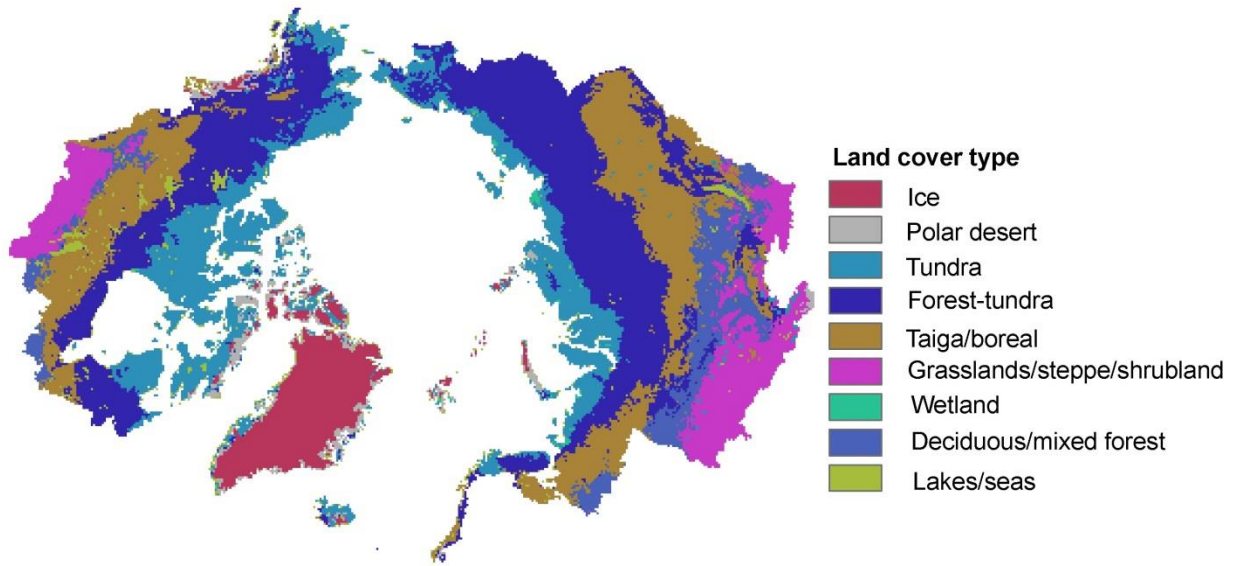 Land cover type
Ice
Polar desert
Tundra
Forest-tundra
Taiga/boreal
Grasslands/steppe/shrubland
Wetland
Deciduous/mixed forest
Lakes/seas